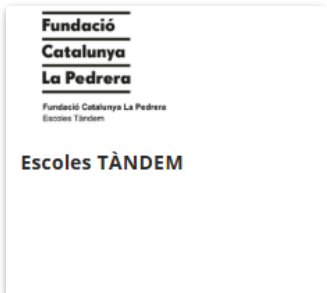 Fundació
Catalunya
La Pedrera
Fundació Catalunya La Pedrera
Escoles Tàndem
Escoles TÀNDEM